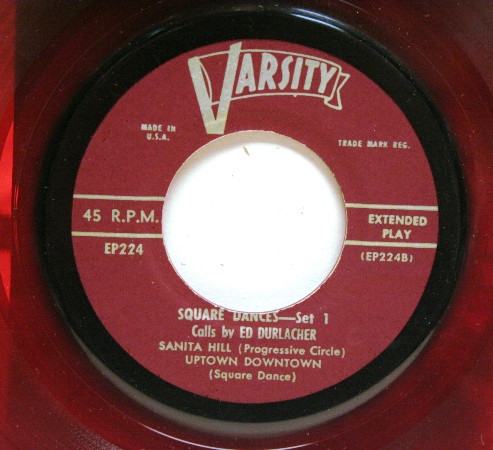 VARSITY
MADE IN
U.S.A.
TRADE MARK REG.
45 R.P.M.
EXTENDED
PLAY
EP224
(EP224B)
SQUARE DANCES—Set 1
Calls by ED DURLACHER
SANITA HILL (Progressive Circle)
UPTOWN DOWNTOWN
(Square Dance)